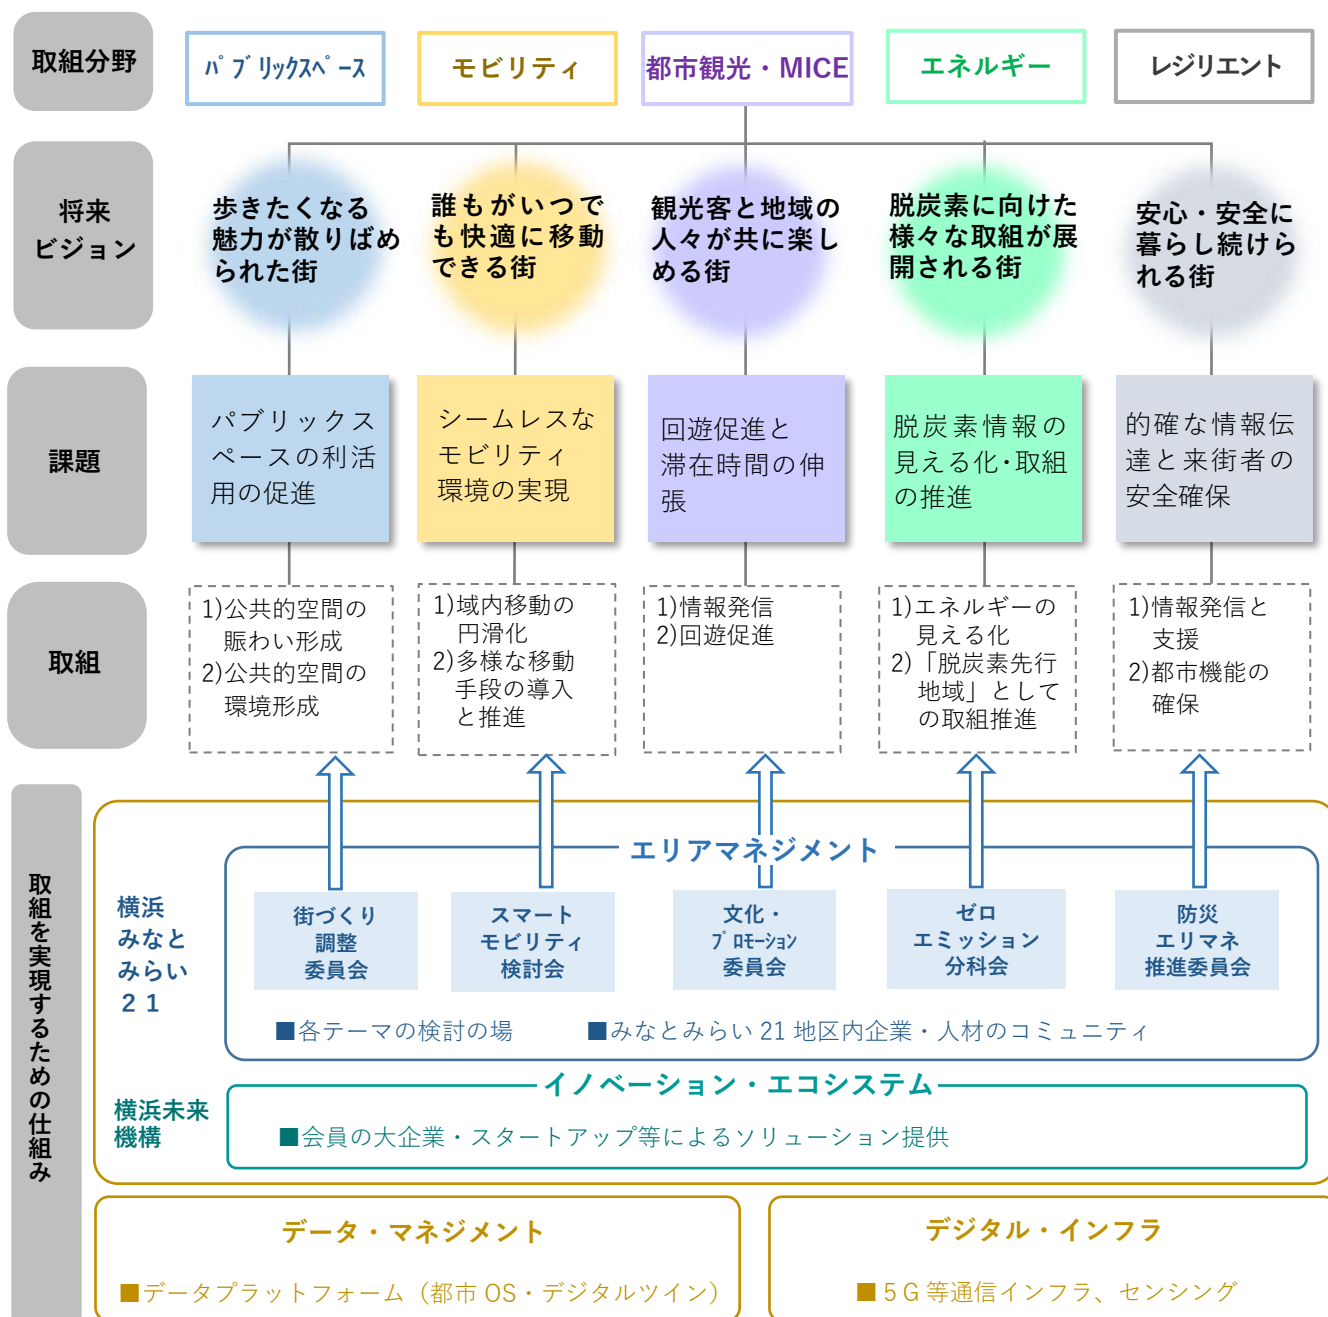 取組分野
ﾊﾟﾌﾞﾘｯｸｽﾍﾟｰｽ
モビリティ
都市観光・MICE
エネルギー
レジリエント
将来
ビジョン
歩きたくなる
魅力が散りばめ
られた街
誰もがいつで
も快適に移動
できる街
観光客と地域の
人々が共に楽し
める街
脱炭素に向けた
様々な取組が展
開される街
安心・安全に
暮らし続けら
れる街
課題
パブリックス
ペースの利活
用の促進
シームレスな
モビリティ
環境の実現
回遊促進と
滞在時間の伸
張
脱炭素情報の
見える化・取組
の推進
的確な情報伝
達と来街者の
安全確保
取組
1)公共的空間の
賑わい形成
2)公共的空間の
環境形成
1)域内移動の
円滑化
2)多様な移動
手段の導入
と推進
1)情報発信
2)回遊促進
1)エネルギーの
見える化
2)「脱炭素先行
地域」として
の取組推進
1)情報発信と
支援
2)都市機能の
確保
取組を実現するための仕組み
横浜
みなと
みらい
２１
エリアマネジメント
街づくり
調整
委員会
スマート
モビリティ
検討会
文化・
ﾌﾟﾛﾓｰｼｮﾝ
委員会
ゼロ
エミッション
分科会
防災
エリマネ
推進委員会
■各テーマの検討の場
■みなとみらい 21 地区内企業・人材のコミュニティ
横浜未来
機構
イノベーション・エコシステム
■会員の大企業・スタートアップ等によるソリューション提供
データ・マネジメント
■データプラットフォーム（都市 OS・デジタルツイン）
デジタル・インフラ
■５Ｇ等通信インフラ、センシング